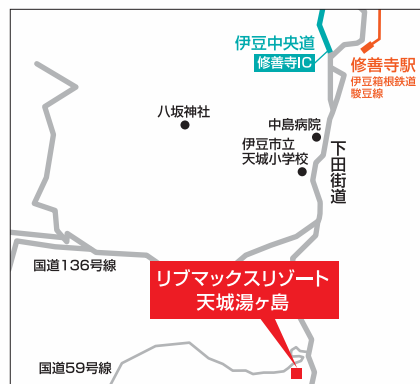 伊豆中央道
修善寺IC
修善寺駅
伊豆箱根鉄道
駿豆線
八坂神社
中島病院
伊豆市立
天城小学校
下田街道
国道136号線
リブマックスリゾート
天城湯ヶ島
国道59号線